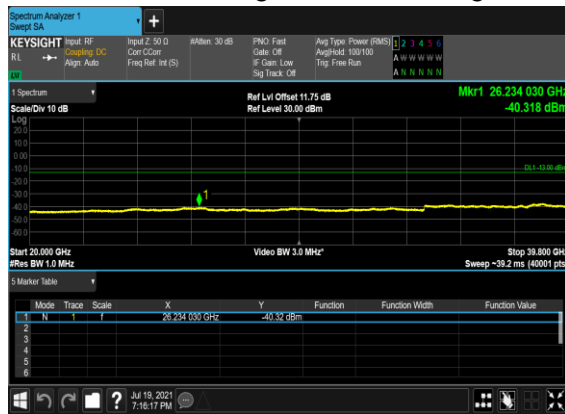 Spectrum Analyzer 1
Swept SA
+
KEYSIGHT Input: RF Input Z: 50 Ω #Atten: 30 dB PNO: Fast Avg Type: Power (RMS) 1 2 3 4 5 6
RL Coupling: DC Corr CCorr Gate: Off Avg|Hold: 100/100 A W W W W W
Align: Auto Freq Ref: Int (S) IF Gain: Low Trig: Free Run
LW Sig Track: Off A N N N N N
1 Spectrum Ref Lvl Offset 11.75 dB Mkr1 26.234 030 GHz
Scale/Div 10 dB Ref Level 30.00 dBm -40.318 dBm
Log
20.0
10.0
0.00
-10.0 DL1 -13.00 dBm
-20.0
-30.0 1
-40.0
-50.0
-60.0
Start 20.000 GHz Video BW 3.0 MHz* Stop 39.800 GHz
#Res BW 1.0 MHz Sweep ~39.2 ms (40001 pts)
5 Marker Table
Mode Trace Scale X Y Function Function Width Function Value
1 N 1 f 26.234 030 GHz -40.32 dBm
2
3
4
5
6
? Jul 19, 2021
7:16:17 PM